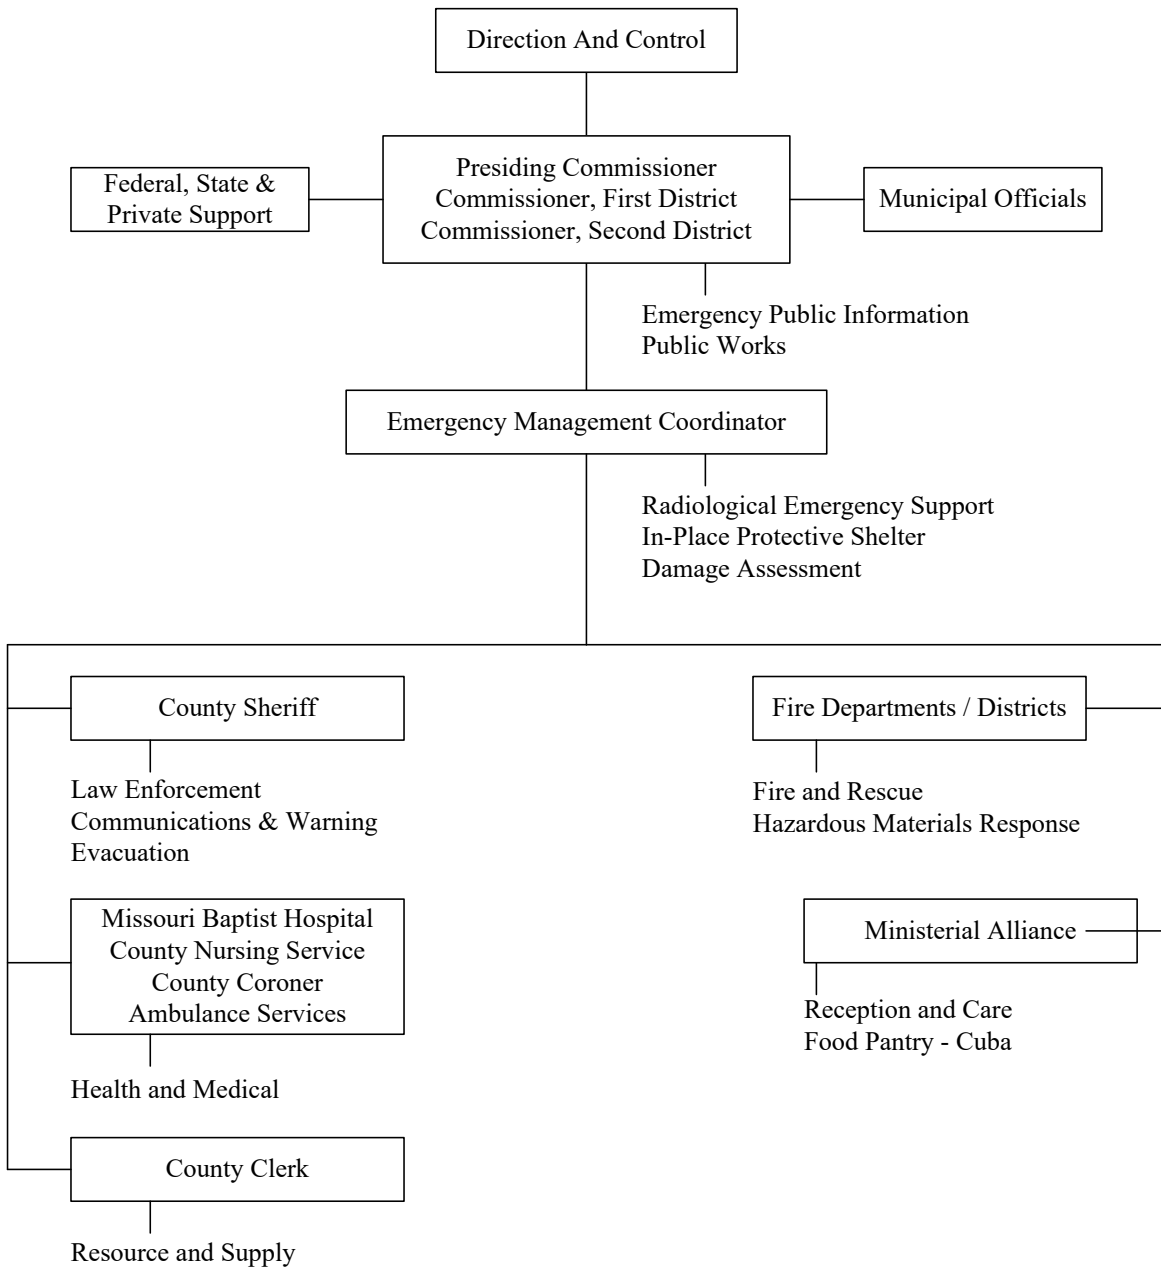 Direction And Control
Presiding Commissioner
Commissioner, First District
Commissioner, Second District
Federal, State &
Private Support
Municipal Officials
Emergency Public Information
Public Works
Emergency Management Coordinator
Radiological Emergency Support
In-Place Protective Shelter
Damage Assessment
County Sheriff
Law Enforcement
Communications & Warning
Evacuation
Missouri Baptist Hospital
County Nursing Service
County Coroner
Ambulance Services
Health and Medical
County Clerk
Resource and Supply
Fire Departments / Districts
Fire and Rescue
Hazardous Materials Response
Ministerial Alliance
Reception and Care
Food Pantry - Cuba